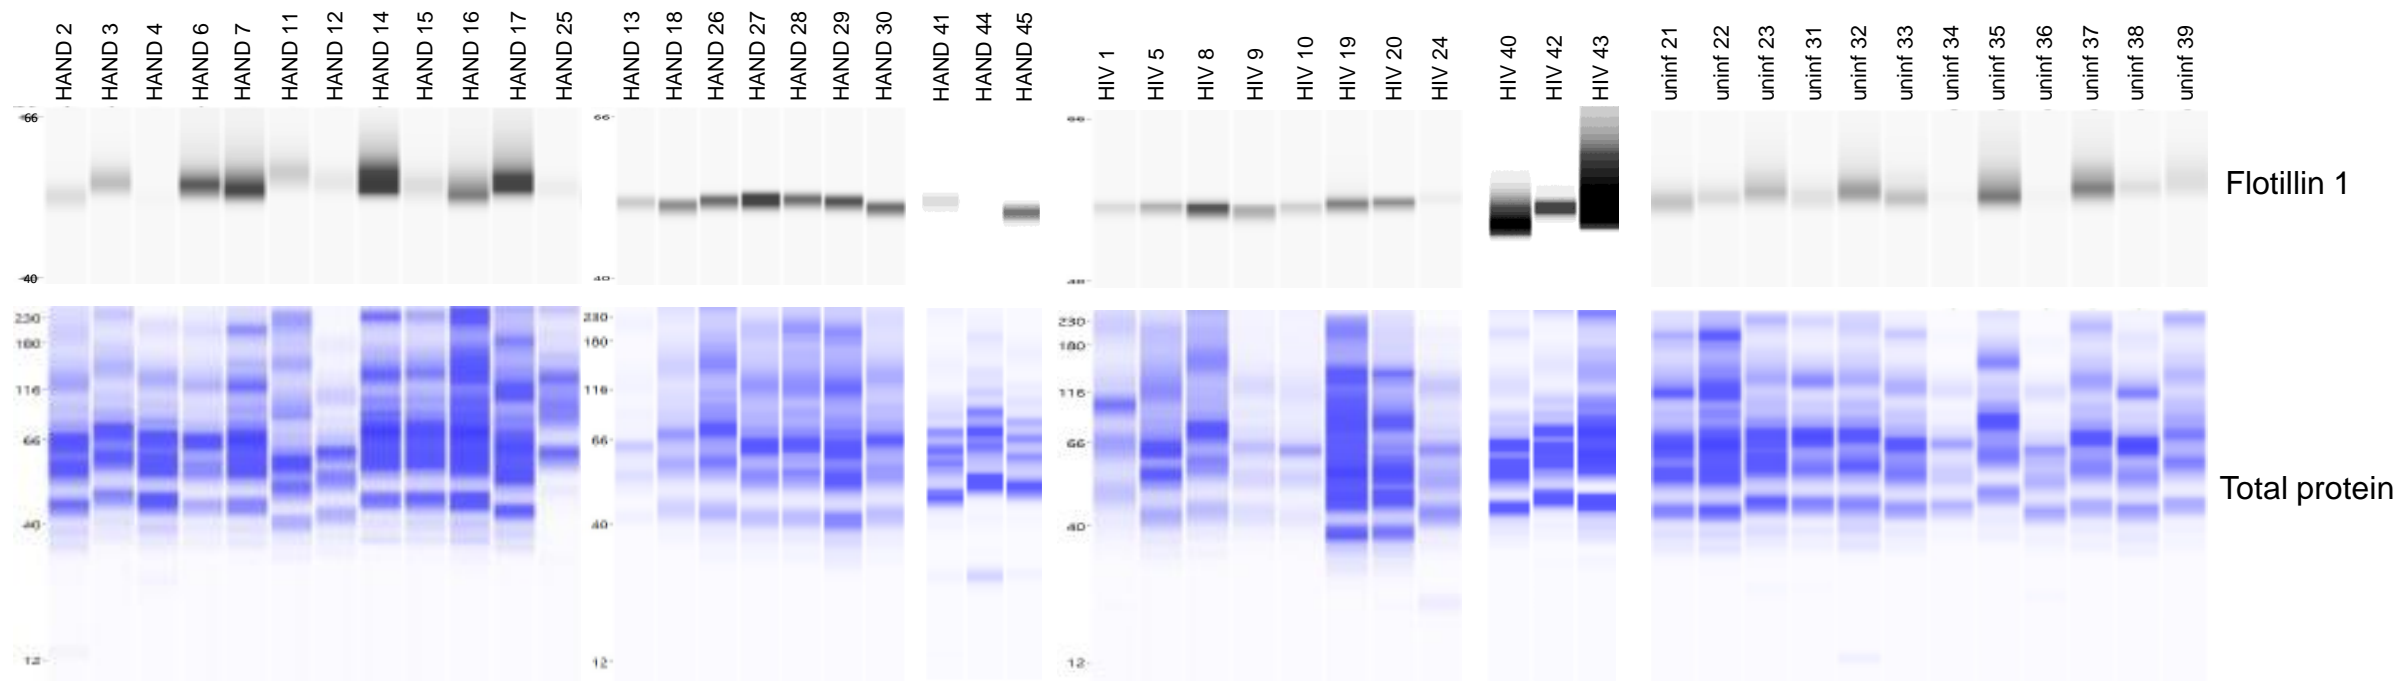 HAND 2
HAND 3
HAND 4
HAND 6
HAND 7
HAND 11
HAND 12
HAND 14
HAND 15
HAND 16
HAND 17
HAND 25
HAND 13
HAND 18
HAND 26
HAND 27
HAND 28
HAND 29
HAND 30
HAND 41
HAND 44
HAND 45
HIV 1
HIV 5
HIV 8
HIV 9
HIV 10
HIV 19
HIV 20
HIV 24
HIV 40
HIV 42
HIV 43
uninf 21
uninf 22
uninf 23
uninf 31
uninf 32
uninf 33
uninf 34
uninf 35
uninf 36
uninf 37
uninf 38
uninf 39
66
40
66
40
Flotillin 1
230
180
116
66
40
12
230
116
66
40
12
230
180
116
66
40
12
Total protein